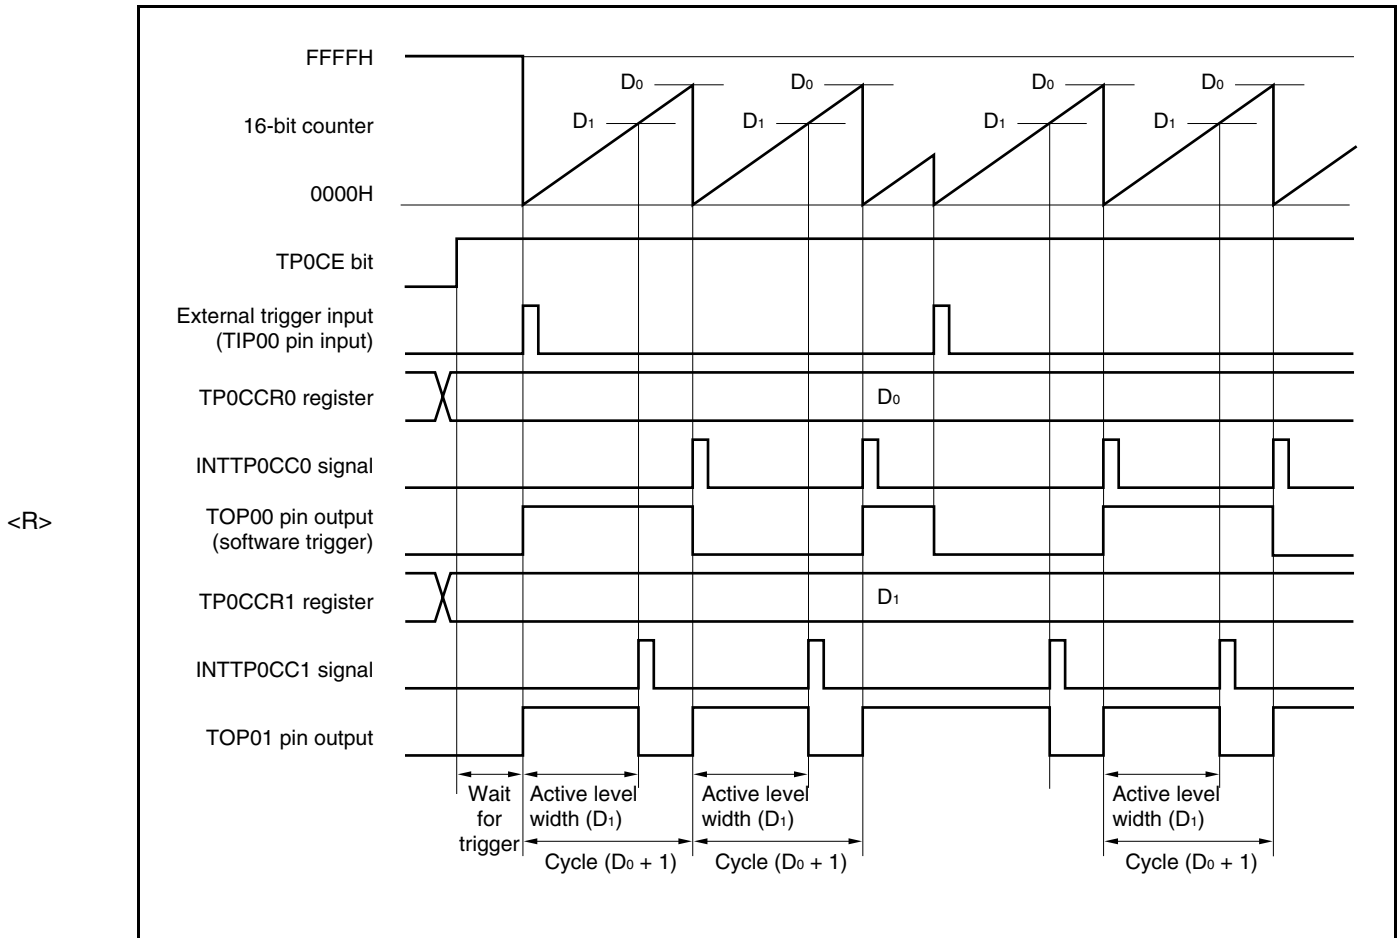 FFFFH
D0
D0
D0
D0
16-bit counter
D1
D1
D1
D1
0000H
TP0CE bit
External trigger input
(TIP00 pin input)
TP0CCR0 register
D0
INTTP0CC0 signal
<R>
TOP00 pin output
(software trigger)
TP0CCR1 register
D1
INTTP0CC1 signal
TOP01 pin output
Wait
for
trigger
Active level
width (D1)
Active level
width (D1)
Active level
width (D1)
Cycle (D0 + 1)
Cycle (D0 + 1)
Cycle (D0 + 1)